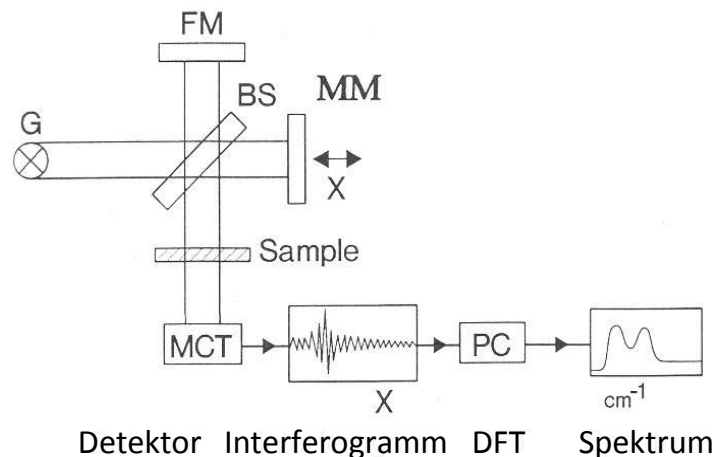 FM
BS
MM
G
X
Sample
MCT
PC
X
cm⁻¹
Detektor Interferogramm DFT Spektrum